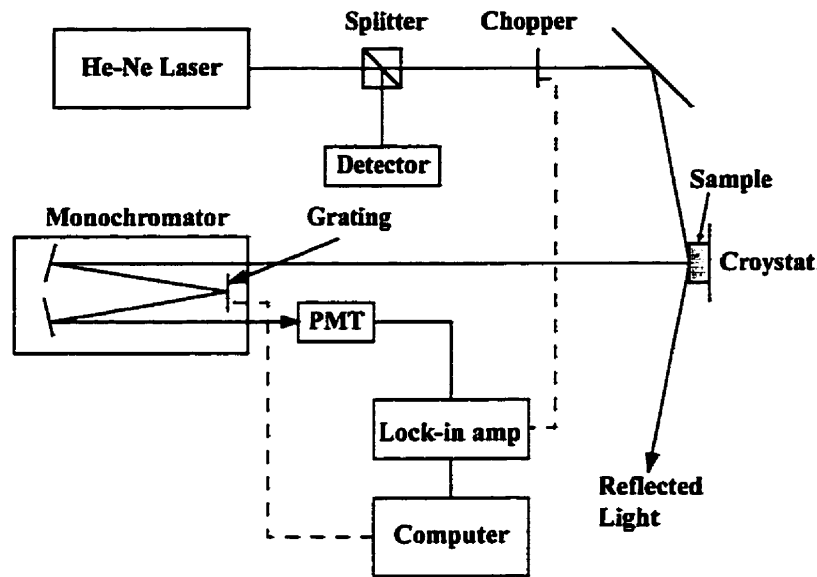 Splitter
Chopper
He-Ne Laser
Detector
Sample
Monochromator
Grating
Croystat
PMT
Lock-in amp
Reflected
Light
Computer